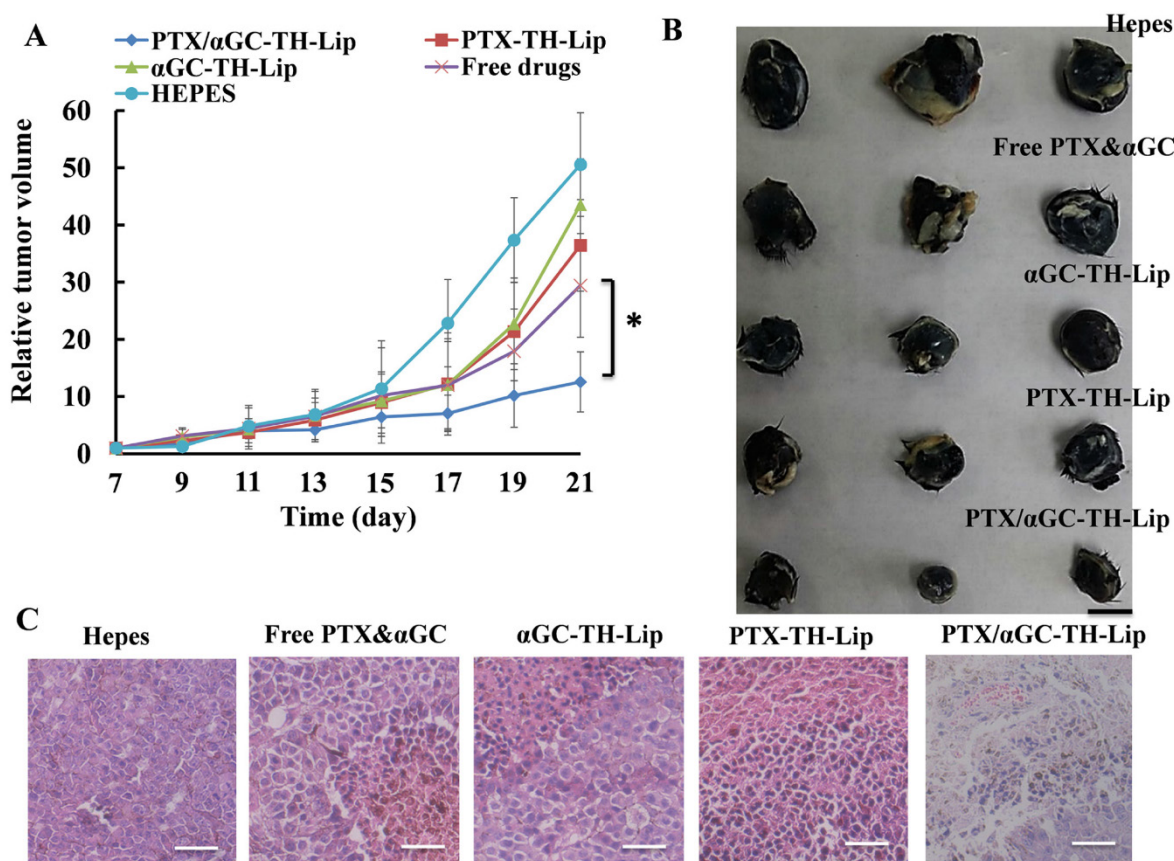 A
PTX/αGC-TH-Lip
PTX-TH-Lip
αGC-TH-Lip
Free drugs
HEPES
Relative tumor volume
60
50
40
30
20
10
0
7 9 11 13 15 17 19 21
Time (day)
*
B
Hepes
Free PTX&αGC
αGC-TH-Lip
PTX-TH-Lip
PTX/αGC-TH-Lip
C
Hepes
Free PTX&αGC
αGC-TH-Lip
PTX-TH-Lip
PTX/αGC-TH-Lip